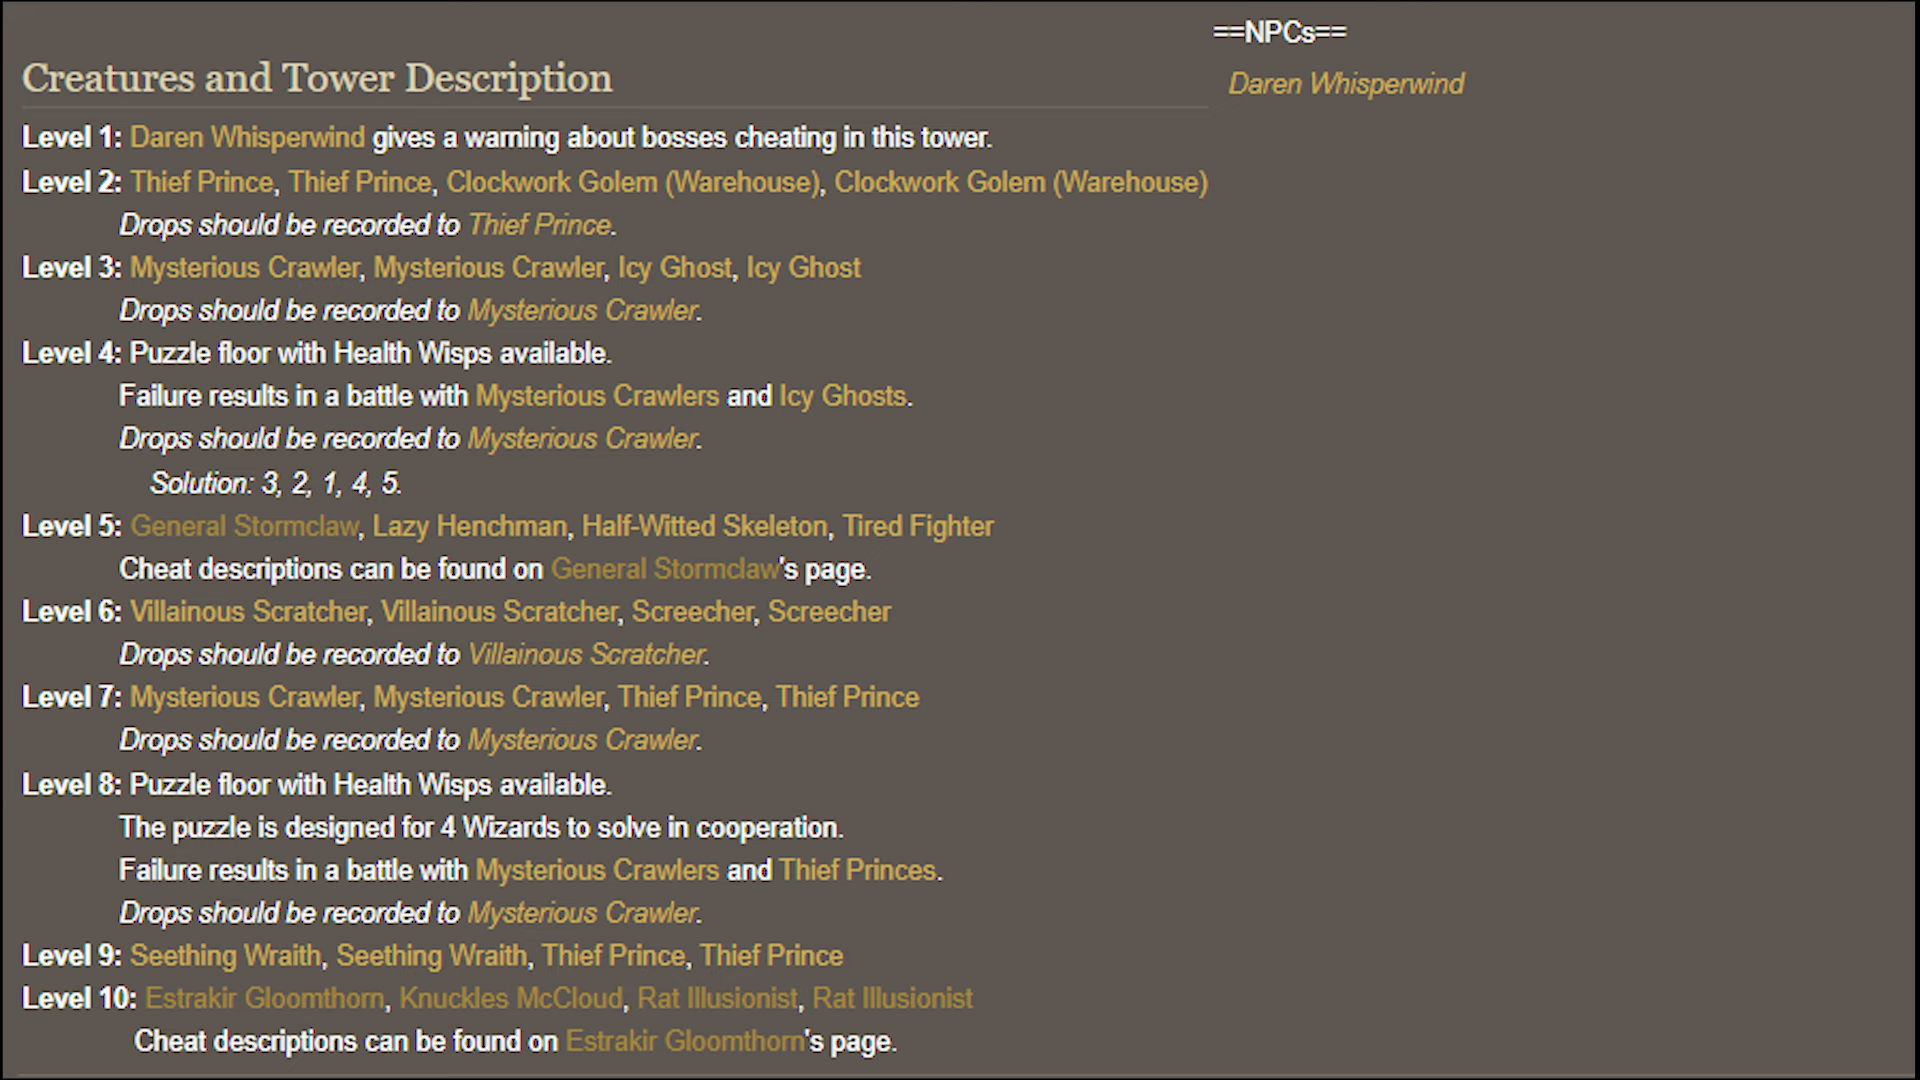 ==NPCs==
Daren Whisperwind
Creatures and Tower Description
Level 1: Daren Whisperwind gives a warning about bosses cheating in this tower.
Level 2: Thief Prince, Thief Prince, Clockwork Golem (Warehouse), Clockwork Golem (Warehouse)
Drops should be recorded to Thief Prince.
Level 3: Mysterious Crawler, Mysterious Crawler, Icy Ghost, Icy Ghost
Drops should be recorded to Mysterious Crawler.
Level 4: Puzzle floor with Health Wisps available.
Failure results in a battle with Mysterious Crawlers and Icy Ghosts.
Drops should be recorded to Mysterious Crawler.
Solution: 3, 2, 1, 4, 5.
Level 5: General Stormclaw, Lazy Henchman, Half-Witted Skeleton, Tired Fighter
Cheat descriptions can be found on General Stormclaw's page.
Level 6: Villainous Scratcher, Villainous Scratcher, Screecher, Screecher
Drops should be recorded to Villainous Scratcher.
Level 7: Mysterious Crawler, Mysterious Crawler, Thief Prince, Thief Prince
Drops should be recorded to Mysterious Crawler.
Level 8: Puzzle floor with Health Wisps available.
The puzzle is designed for 4 Wizards to solve in cooperation.
Failure results in a battle with Mysterious Crawlers and Thief Princes.
Drops should be recorded to Mysterious Crawler.
Level 9: Seething Wraith, Seething Wraith, Thief Prince, Thief Prince
Level 10: Estrakir Gloomthorn, Knuckles McCloud, Rat Illusionist, Rat Illusionist
Cheat descriptions can be found on Estrakir Gloomthorn's page.